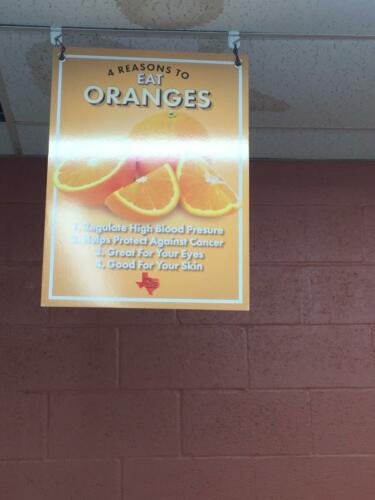 4 REASONS TO
EAT
ORANGES
1. Regulate High Blood Presure
2. Helps Protect Against Cancer
3. Great For Your Eyes
4. Good For Your Skin